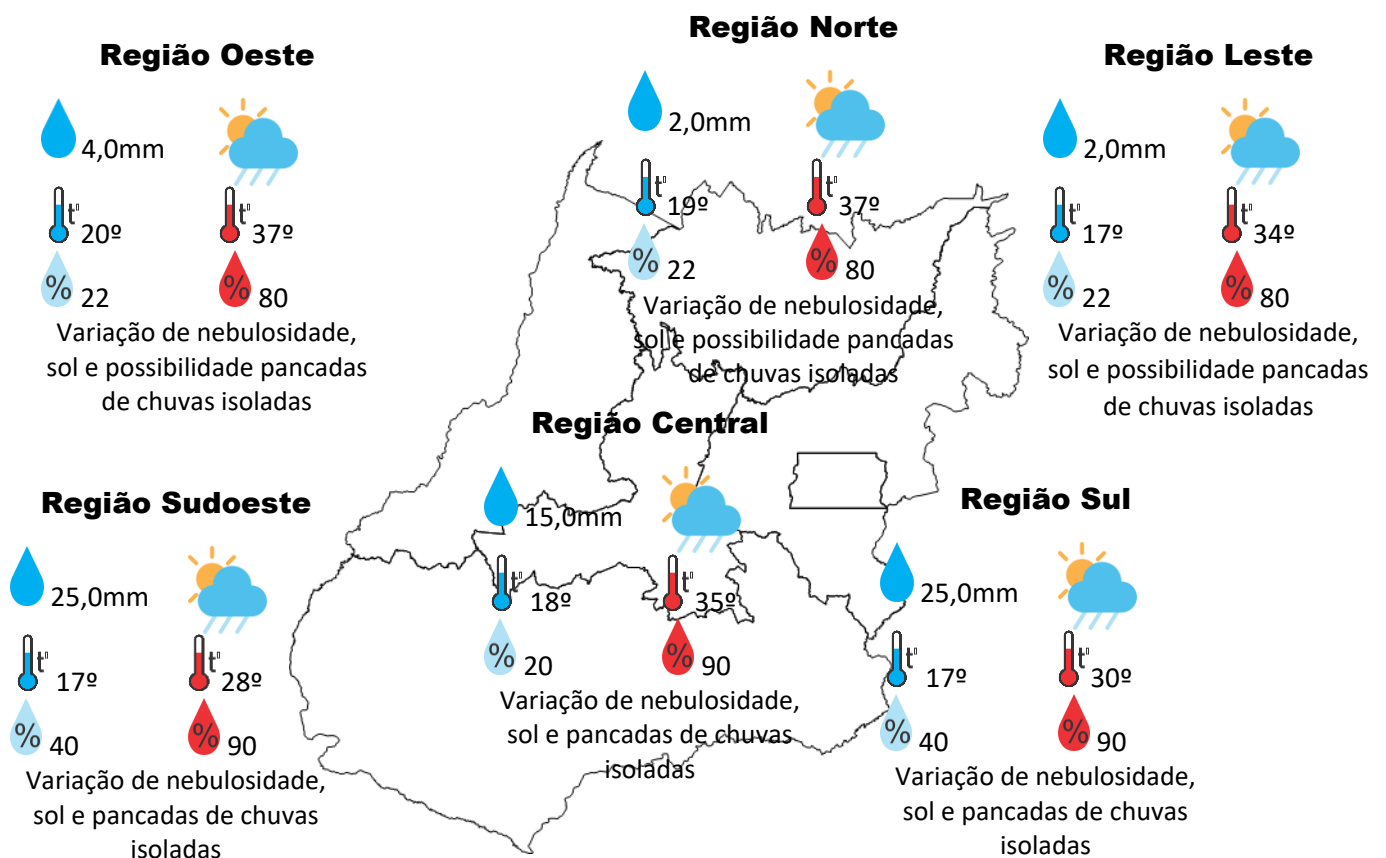 Região Oeste
4,0mm
t°
20º
t°
37º
%
22
%
80
Variação de nebulosidade,
sol e possibilidade pancadas
de chuvas isoladas
Região Norte
2,0mm
t°
19º
t°
37º
%
22
%
80
Variação de nebulosidade,
sol e possibilidade pancadas
de chuvas isoladas
Região Leste
2,0mm
t°
17º
t°
34º
%
22
%
80
Variação de nebulosidade,
sol e possibilidade pancadas
de chuvas isoladas
Região Central
15,0mm
t°
18º
t°
35º
%
20
%
90
Variação de nebulosidade,
sol e pancadas de chuvas
isoladas
Região Sudoeste
25,0mm
t°
17º
t°
28º
%
40
%
90
Variação de nebulosidade,
sol e pancadas de chuvas
isoladas
Região Sul
25,0mm
t°
17º
t°
30º
%
40
%
90
Variação de nebulosidade,
sol e pancadas de chuvas
isoladas